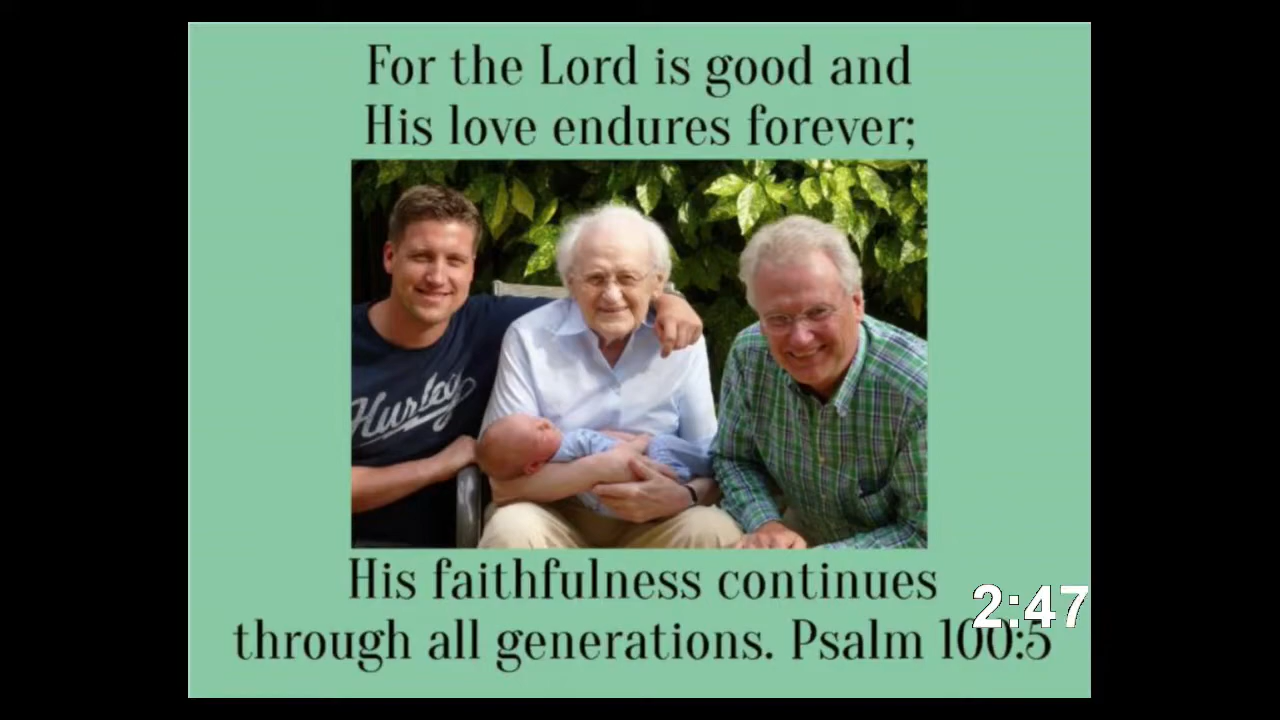 For the Lord is good and
His love endures forever;
Hurley
His faithfulness continues
2:47
through all generations. Psalm 100:5